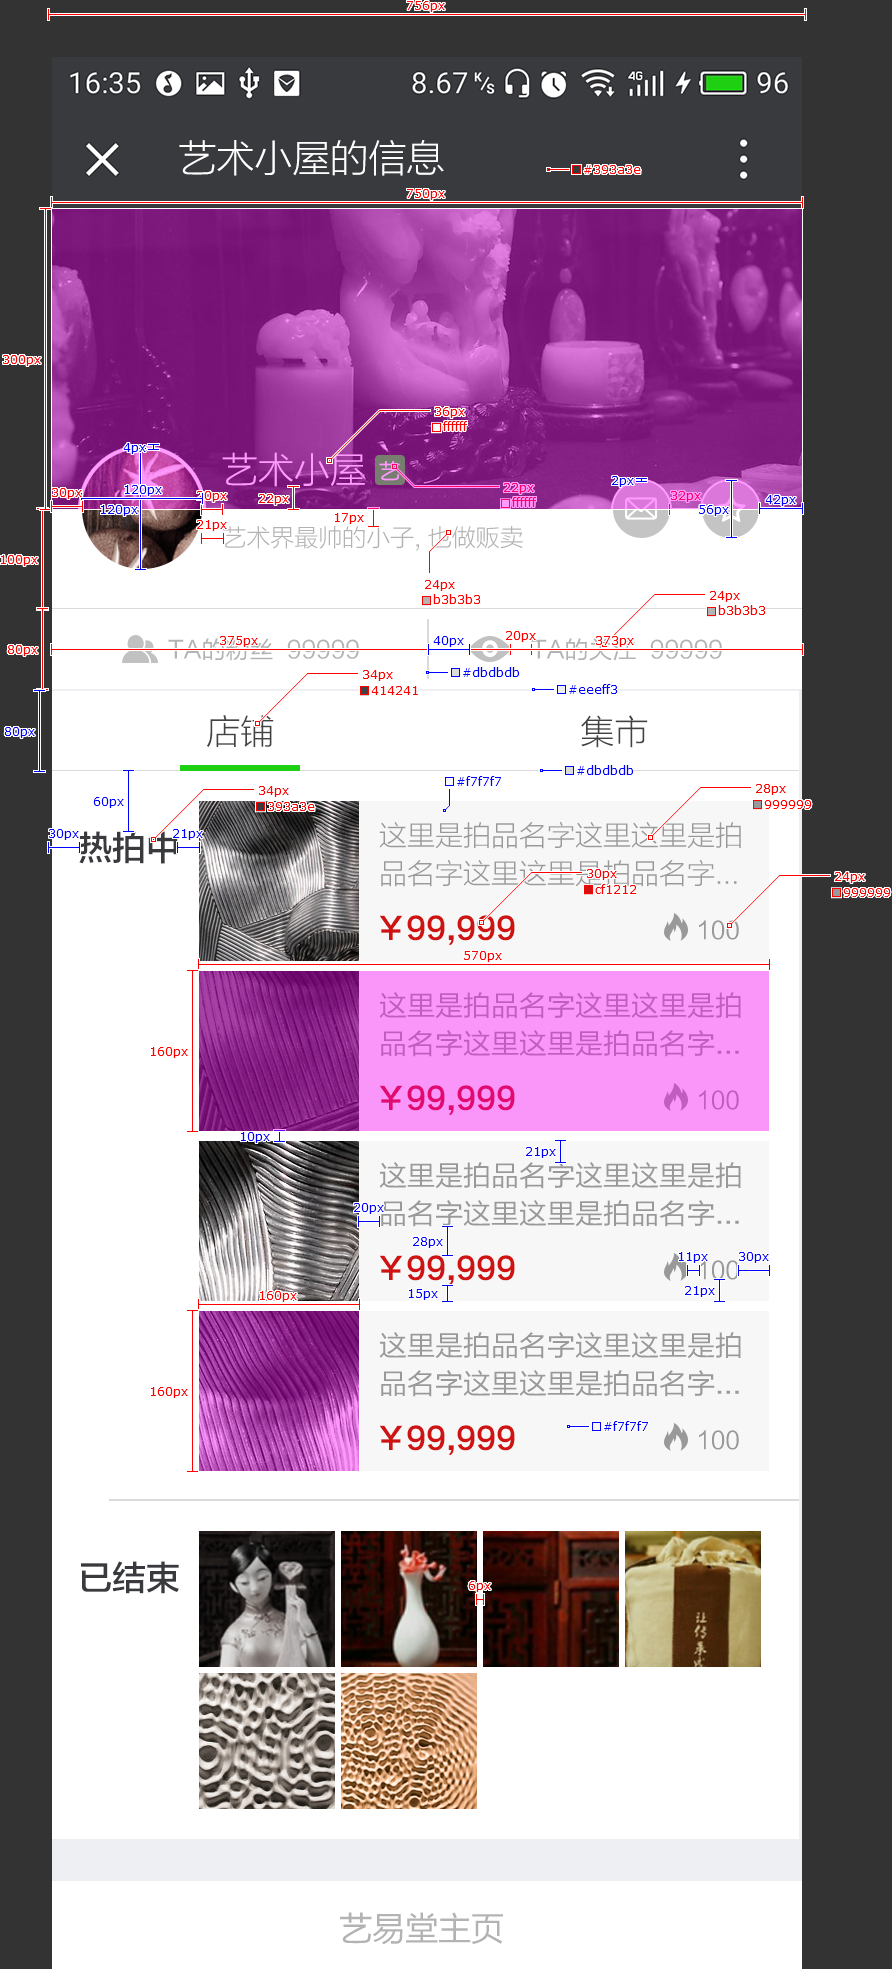 756px
16:35 8.67 K/s 4G 96
艺术小屋的信息
#393a3e
750px
300px
36px
ffffff
4px
艺术小屋 艺
22px
ffffff
2px
30px
120px
20px
22px
32px
42px
120px
56px
17px
21px
艺术界最帅的小子, 也做贩卖
100px
24px
b3b3b3
24px
b3b3b3
80px
375px
TA的粉丝 99999
40px
20px
373px
TA的关注 99999
34px
414241
#dbdbdb
#eeeff3
80px
店铺 集市
#dbdbdb
60px
34px
393a3e
#f7f7f7
28px
999999
30px
21px
热拍中
这里是拍品名字这里这里是拍
品名字这里这里是拍品名字...
30px
cf1212
24px
999999
¥99,999 100
570px
160px
这里是拍品名字这里这里是拍
品名字这里这里是拍品名字...
¥99,999 100
10px
21px
这里是拍品名字这里这里是拍
20px
品名字这里这里是拍品名字...
28px
11px
30px
¥99,999 100
15px
21px
160px
160px
这里是拍品名字这里这里是拍
品名字这里这里是拍品名字...
#f7f7f7
¥99,999 100
已结束
6px
艺易堂主页